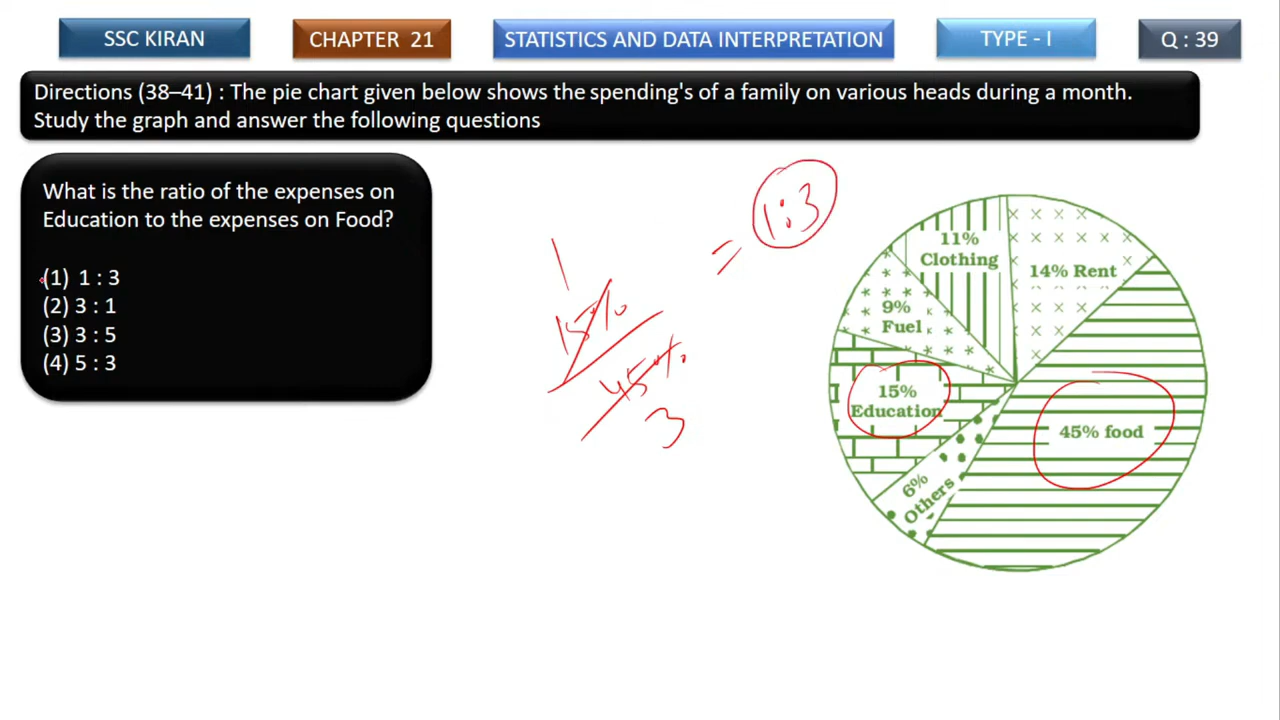 SSC KIRAN
CHAPTER 21
STATISTICS AND DATA INTERPRETATION
TYPE - I
Q : 39
Directions (38–41) : The pie chart given below shows the spending's of a family on various heads during a month.
Study the graph and answer the following questions
What is the ratio of the expenses on
Education to the expenses on Food?
(1) 1 : 3
(2) 3 : 1
(3) 3 : 5
(4) 5 : 3
1
15%
45%
3
= 1:3
11%
Clothing
14% Rent
9%
Fuel
15%
Education
45% food
6%
Others